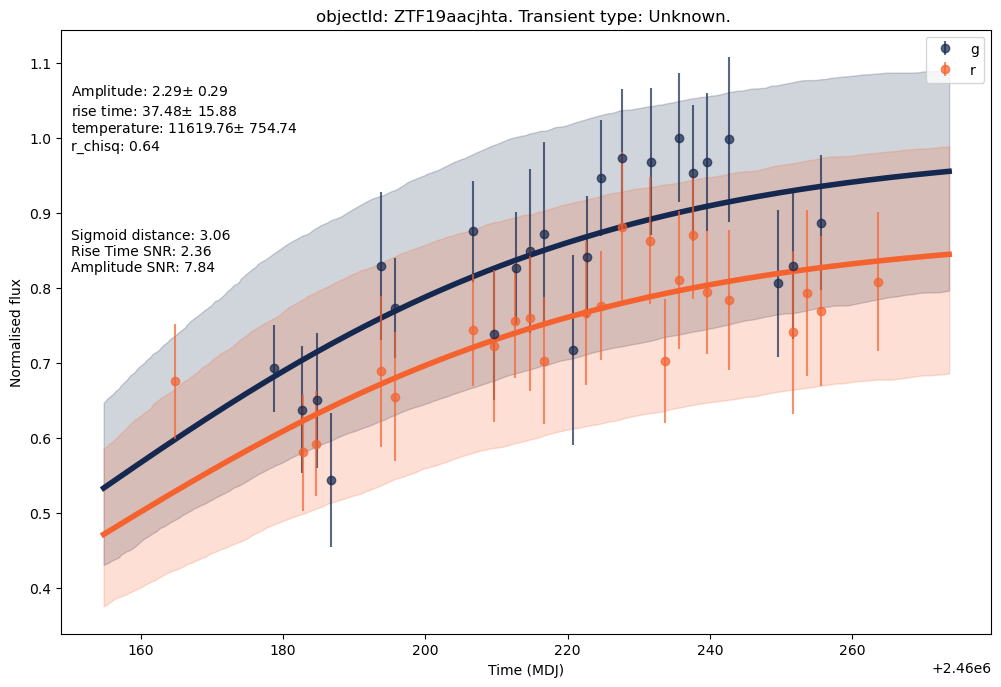 objectId: ZTF19aacjhta. Transient type: Unknown.
g
r
Amplitude: 2.29± 0.29
rise time: 37.48± 15.88
temperature: 11619.76± 754.74
r_chisq: 0.64
Sigmoid distance: 3.06
Rise Time SNR: 2.36
Amplitude SNR: 7.84
Normalised flux
1.1
1.0
0.9
0.8
0.7
0.6
0.5
0.4
160
180
200
220
240
260
Time (MDJ)
+2.46e6